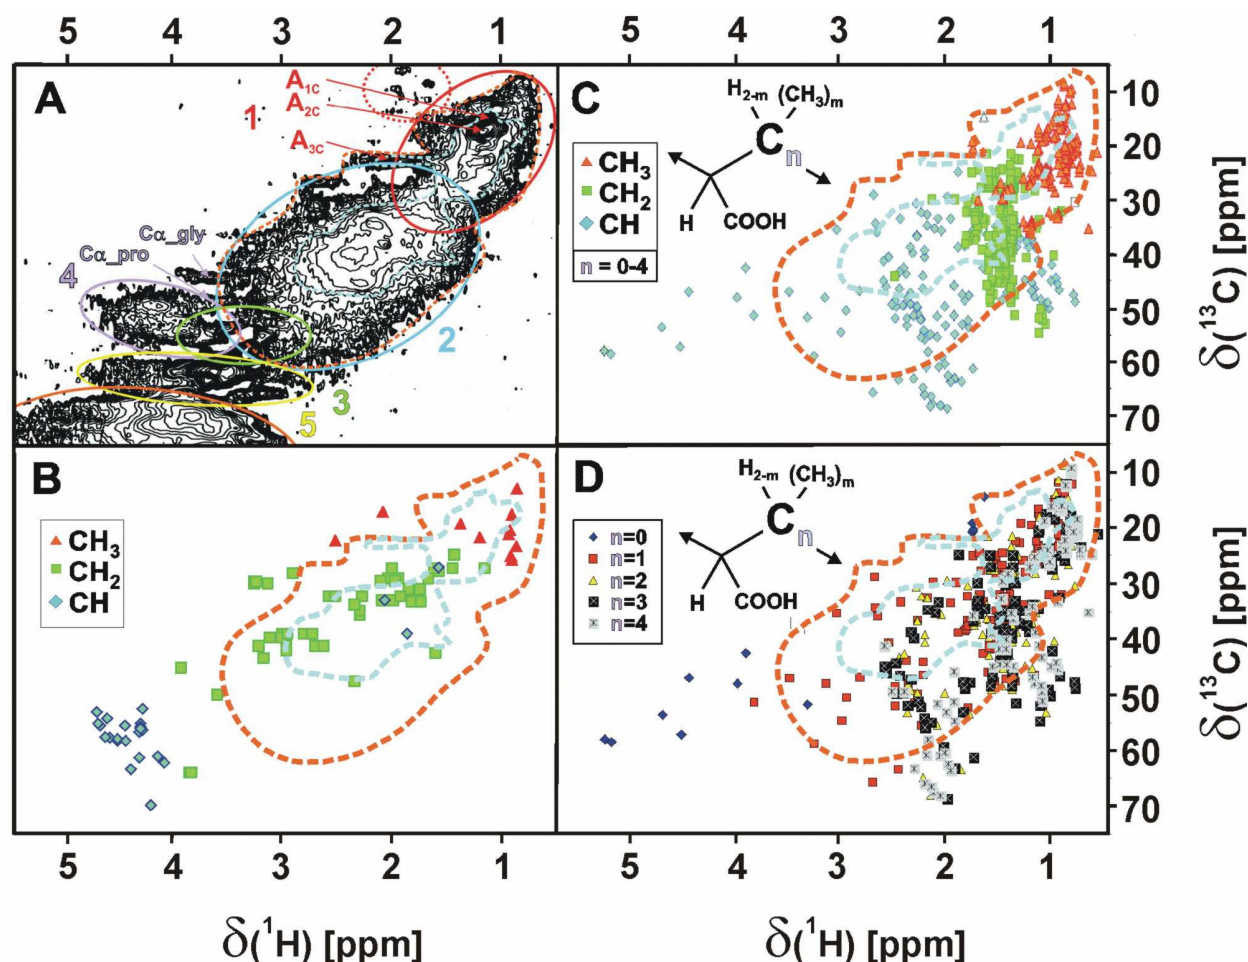 5 4 3 2 1 5 4 3 2 1
A
1
A1C
A2C
A3C
Cα_gly
Cα_pro
4
2
3
5
C
H2-m (CH3)m
C n
H COOH
CH3
CH2
CH
n = 0-4
10
20
30
40
50
60
70
δ(13C) [ppm]
B
CH3
CH2
CH
D
H2-m (CH3)m
C n
H COOH
n=0
n=1
n=2
n=3
n=4
10
20
30
40
50
60
70
δ(13C) [ppm]
5 4 3 2 1 5 4 3 2 1
δ(1H) [ppm] δ(1H) [ppm]